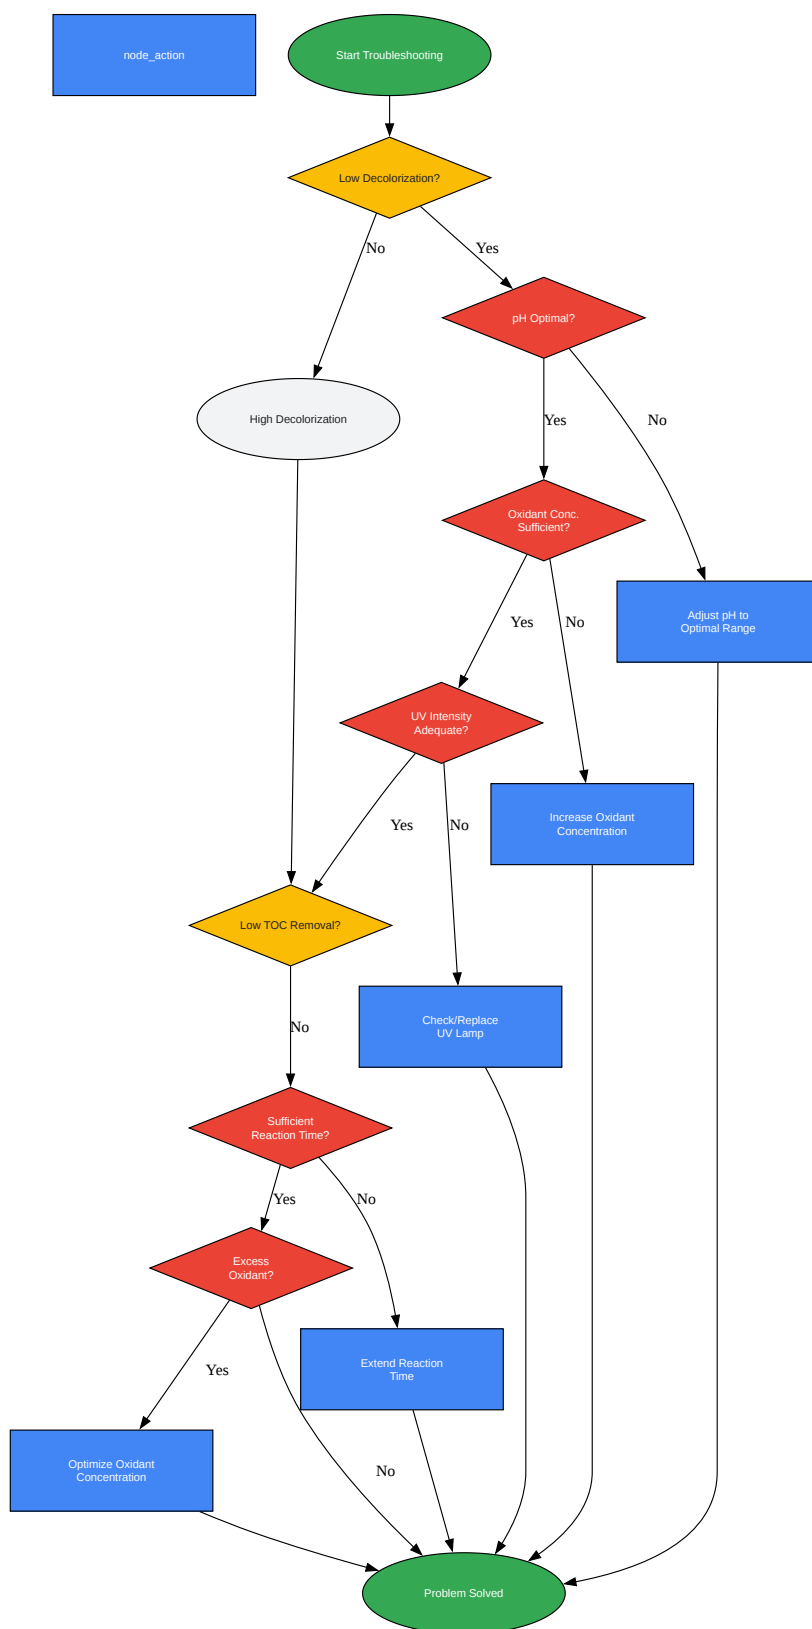 node_action
Start Troubleshooting
Low Decolorization?
No
Yes
pH Optimal?
High Decolorization
Yes
No
Oxidant Conc.
Sufficient?
Adjust pH to
Optimal Range
Yes
No
UV Intensity
Adequate?
Increase Oxidant
Concentration
Yes
No
Low TOC Removal?
Check/Replace
UV Lamp
No
Sufficient
Reaction Time?
Yes
No
Excess
Oxidant?
Extend Reaction
Time
Yes
Optimize Oxidant
Concentration
No
Problem Solved